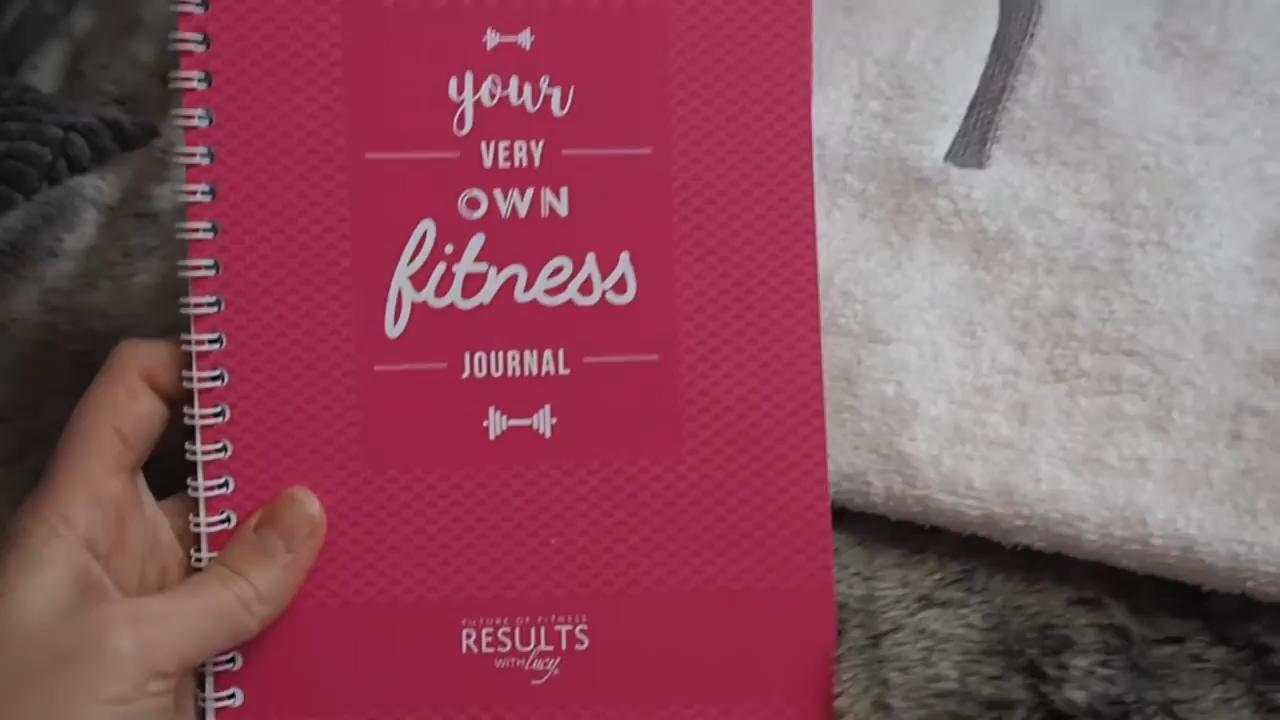 your
VERY
OWN
fitness
JOURNAL
FUTURE OF FITNESS
RESULTS
WITH lucy